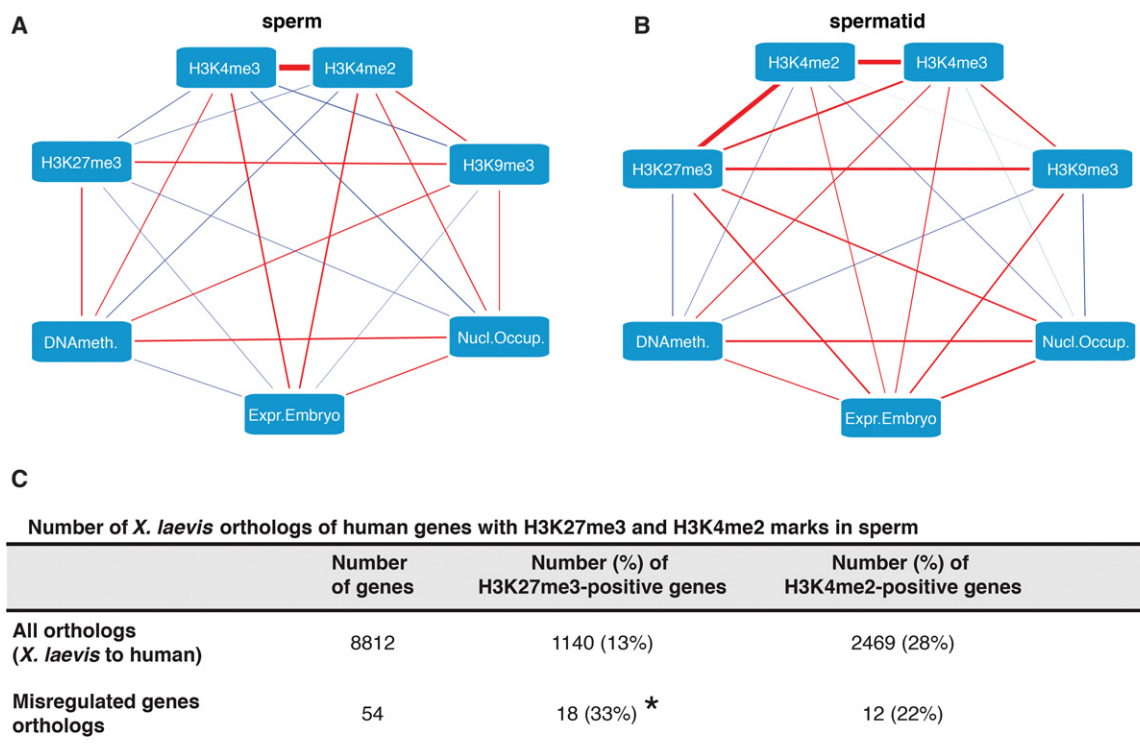 A
sperm
H3K4me3
H3K4me2
H3K27me3
H3K9me3
DNAmeth.
Nucl.Occup.
Expr.Embryo
B
spermatid
H3K4me2
H3K4me3
H3K27me3
H3K9me3
DNAmeth.
Nucl.Occup.
Expr.Embryo
C
Number of X. laevis orthologs of human genes with H3K27me3 and H3K4me2 marks in sperm
Number
of genes
Number (%) of
H3K27me3-positive genes
Number (%) of
H3K4me2-positive genes
All orthologs
(X. laevis to human)
8812
1140 (13%)
2469 (28%)
Misregulated genes
orthologs
54
18 (33%) *
12 (22%)